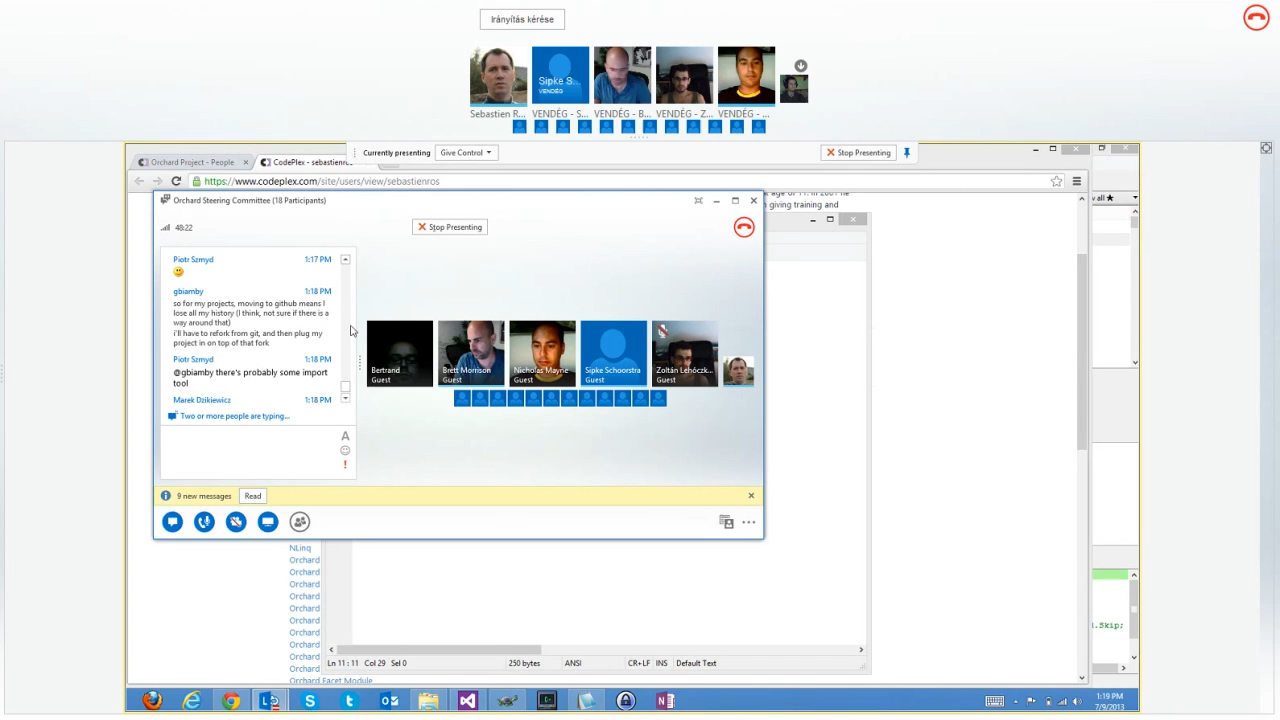 Irányítás kérése
Sipke S...
VENDÉG
Sebastien R...
VENDÉG - S...
VENDÉG - B...
VENDÉG - Z...
VENDÉG - ...
Orchard Project - People
CodePlex - sebastienros
Currently presenting
Give Control
Stop Presenting
https://www.codeplex.com/site/users/view/sebastienros
age of 11. In 2001 he
n giving training and
Orchard Steering Committee (18 Participants)
48:22
Stop Presenting
Piotr Szmyd 1:17 PM
gbiamby 1:18 PM
so for my projects, moving to github means I
lose all my history (I think, not sure if there is a
way around that)
i'll have to refork from git, and then plug my
project in on top of that fork
Piotr Szmyd 1:18 PM
@gbiamby there's probably some import
tool
Marek Dzikiewicz 1:18 PM
Two or more people are typing...
A
!
Bertrand
Guest
Brett Morrison
Guest
Nicholas Mayne
Guest
Sipke Schoorstra
Guest
Zoltán Lehóczk...
Guest
9 new messages
Read
NLinq
Orchard
Orchard
Orchard
Orchard
Orchard
Orchard
Orchard
Orchard
Orchard
Orchard
Orchard Facet Module
Ln 11 : 11 Col 29 Sel 0
250 bytes
ANSI
CR+LF INS
Default Text
1:19 PM
7/9/2013